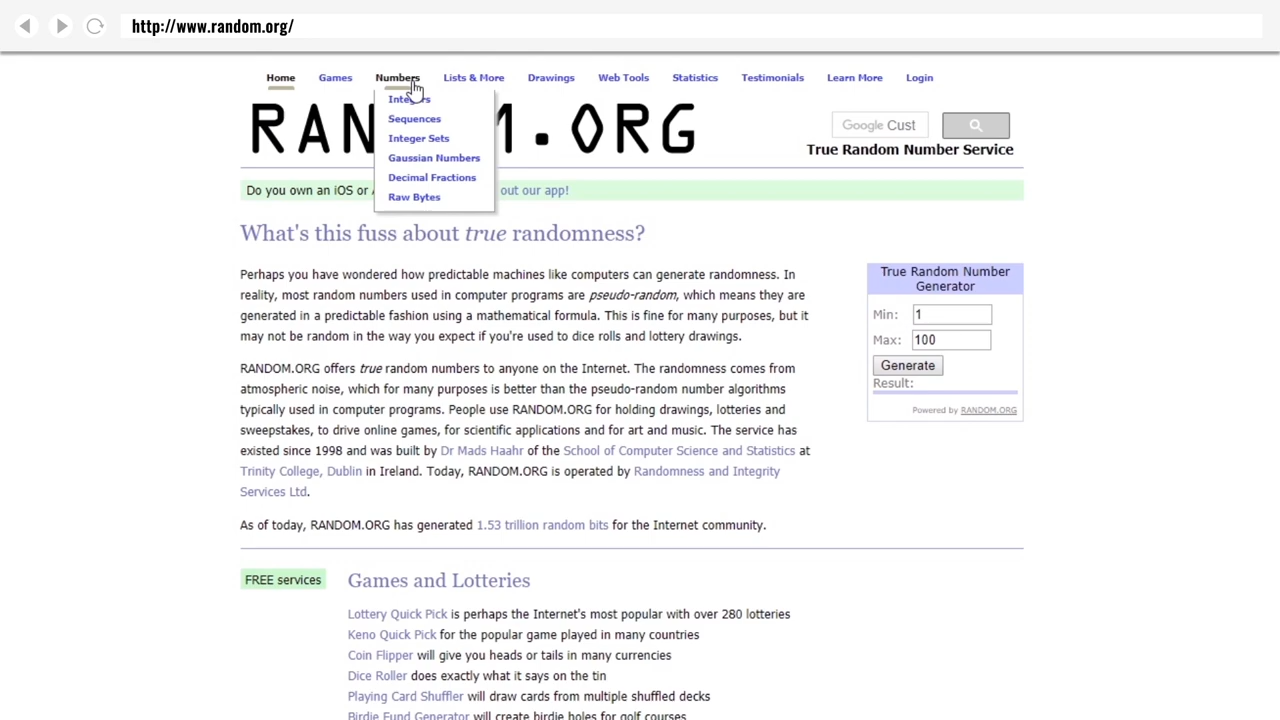 http://www.random.org/
Home Games Numbers Lists & More Drawings Web Tools Statistics Testimonials Learn More Login
Integers
Sequences
Integer Sets
Gaussian Numbers
Decimal Fractions
Raw Bytes
Google Cust
True Random Number Service
Do you own an iOS or out our app!
What's this fuss about true randomness?
Perhaps you have wondered how predictable machines like computers can generate randomness. In
reality, most random numbers used in computer programs are pseudo-random, which means they are
generated in a predictable fashion using a mathematical formula. This is fine for many purposes, but it
may not be random in the way you expect if you're used to dice rolls and lottery drawings.
RANDOM.ORG offers true random numbers to anyone on the Internet. The randomness comes from
atmospheric noise, which for many purposes is better than the pseudo-random number algorithms
typically used in computer programs. People use RANDOM.ORG for holding drawings, lotteries and
sweepstakes, to drive online games, for scientific applications and for art and music. The service has
existed since 1998 and was built by Dr Mads Haahr of the School of Computer Science and Statistics at
Trinity College, Dublin in Ireland. Today, RANDOM.ORG is operated by Randomness and Integrity
Services Ltd.
As of today, RANDOM.ORG has generated 1.53 trillion random bits for the Internet community.
True Random Number
Generator
Min: 1
Max: 100
Generate
Result:
Powered by RANDOM.ORG
FREE services
Games and Lotteries
Lottery Quick Pick is perhaps the Internet's most popular with over 280 lotteries
Keno Quick Pick for the popular game played in many countries
Coin Flipper will give you heads or tails in many currencies
Dice Roller does exactly what it says on the tin
Playing Card Shuffler will draw cards from multiple shuffled decks
Birdie Fund Generator will create birdie holes for golf courses